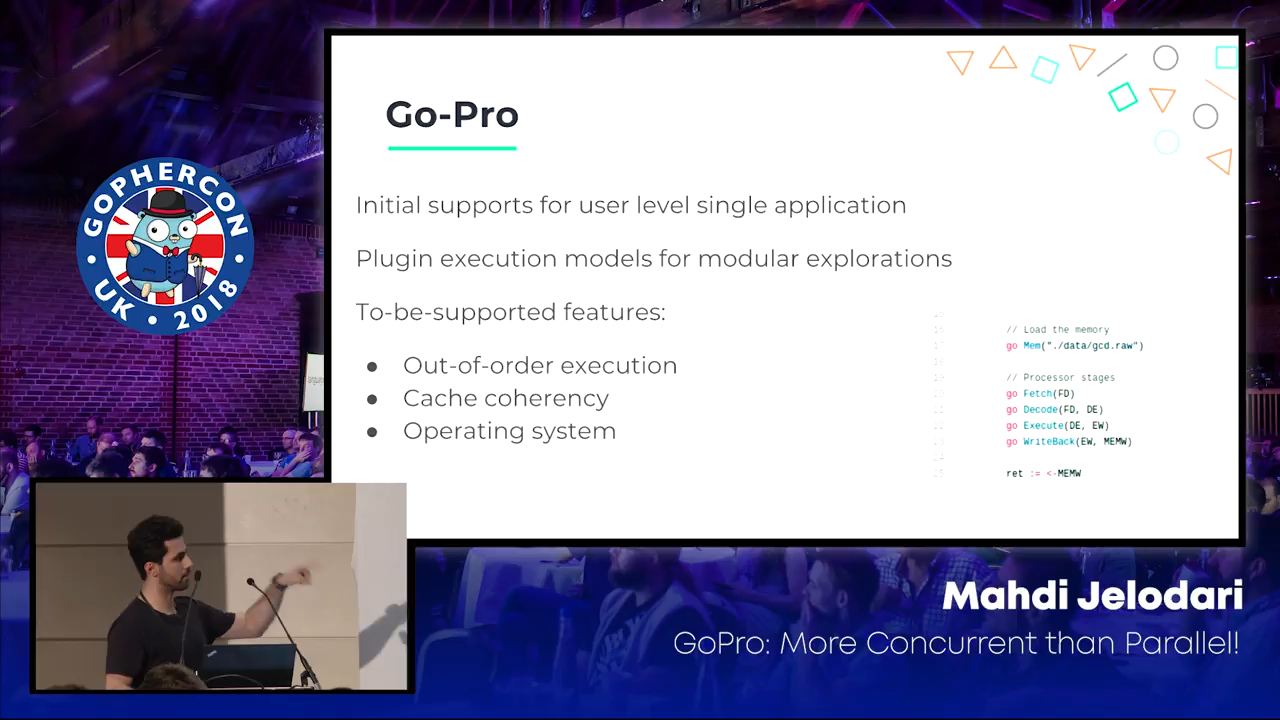 Go-Pro
GOPHERCON
UK • 2018
Initial supports for user level single application
Plugin execution models for modular explorations
To-be-supported features:
● Out-of-order execution
● Cache coherency
● Operating system
// Load the memory
go Mem("./data/gcd.raw")
// Processor stages
go Fetch(FD)
go Decode(FD, DE)
go Execute(DE, EW)
go WriteBack(EW, MEMW)
ret := <-MEMW
Mahdi Jelodari
GoPro: More Concurrent than Parallel!